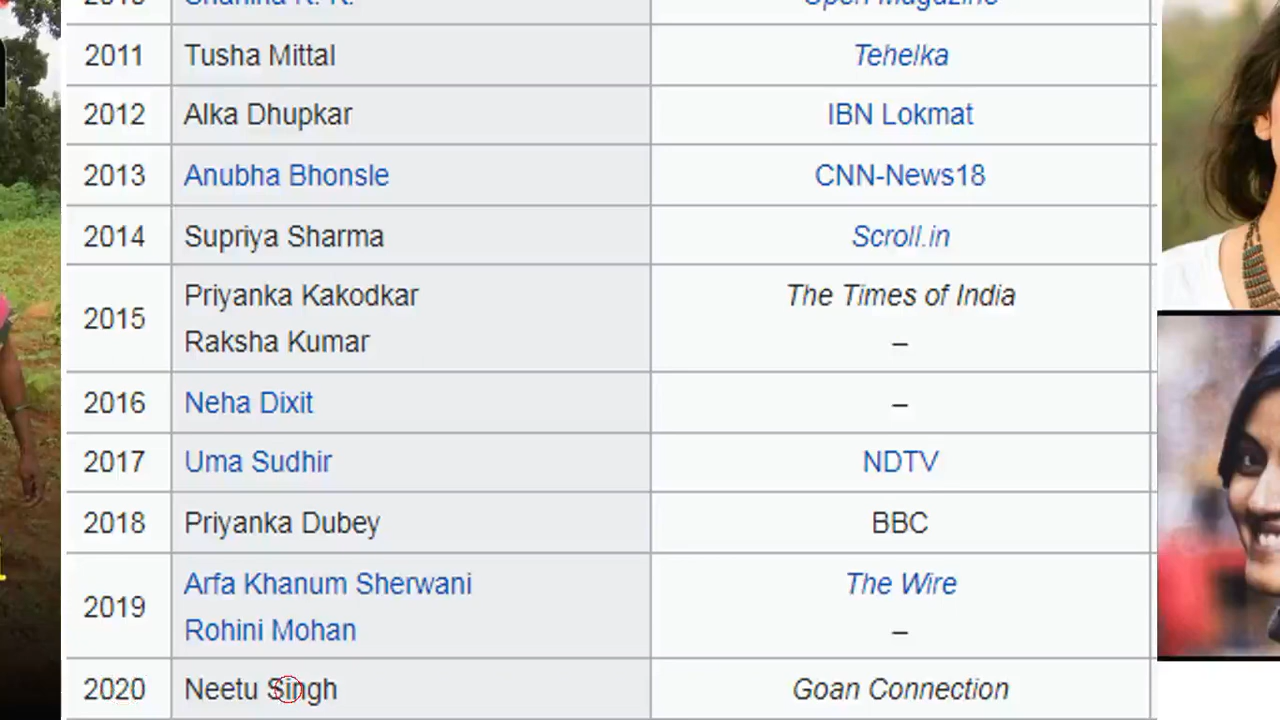 2011 Tusha Mittal Tehelka
2012 Alka Dhupkar IBN Lokmat
2013 Anubha Bhonsle CNN-News18
2014 Supriya Sharma Scroll.in
2015 Priyanka Kakodkar The Times of India
Raksha Kumar –
2016 Neha Dixit –
2017 Uma Sudhir NDTV
2018 Priyanka Dubey BBC
2019 Arfa Khanum Sherwani The Wire
Rohini Mohan –
2020 Neetu Singh Goan Connection